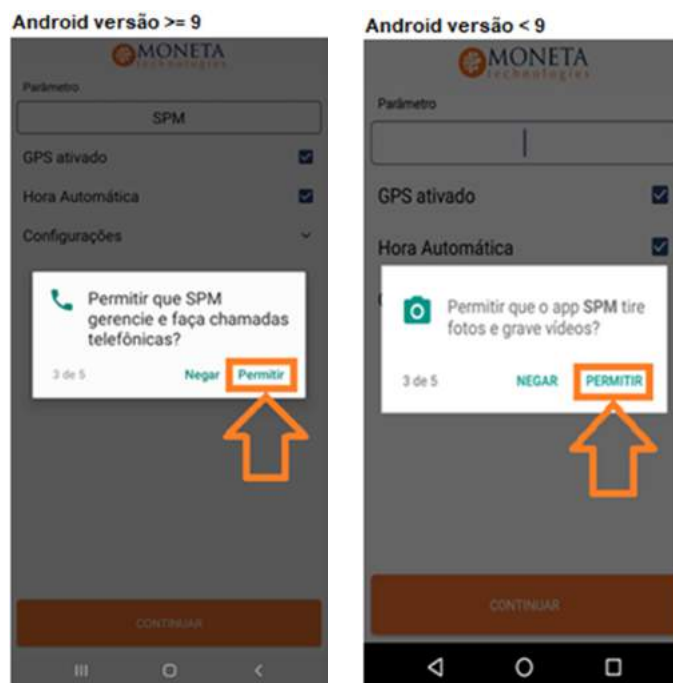 Android versão >= 9
MONETA
technologies
Parâmetro
SPM
GPS ativado
Hora Automática
Configurações
Permitir que SPM
gerencie e faça chamadas
telefônicas?
3 de 5
Negar
Permitir
CONTINUAR
Android versão < 9
MONETA
technologies
Parâmetro
GPS ativado
Hora Automática
Permitir que o app SPM tire
fotos e grave vídeos?
3 de 5
NEGAR
PERMITIR
CONTINUAR